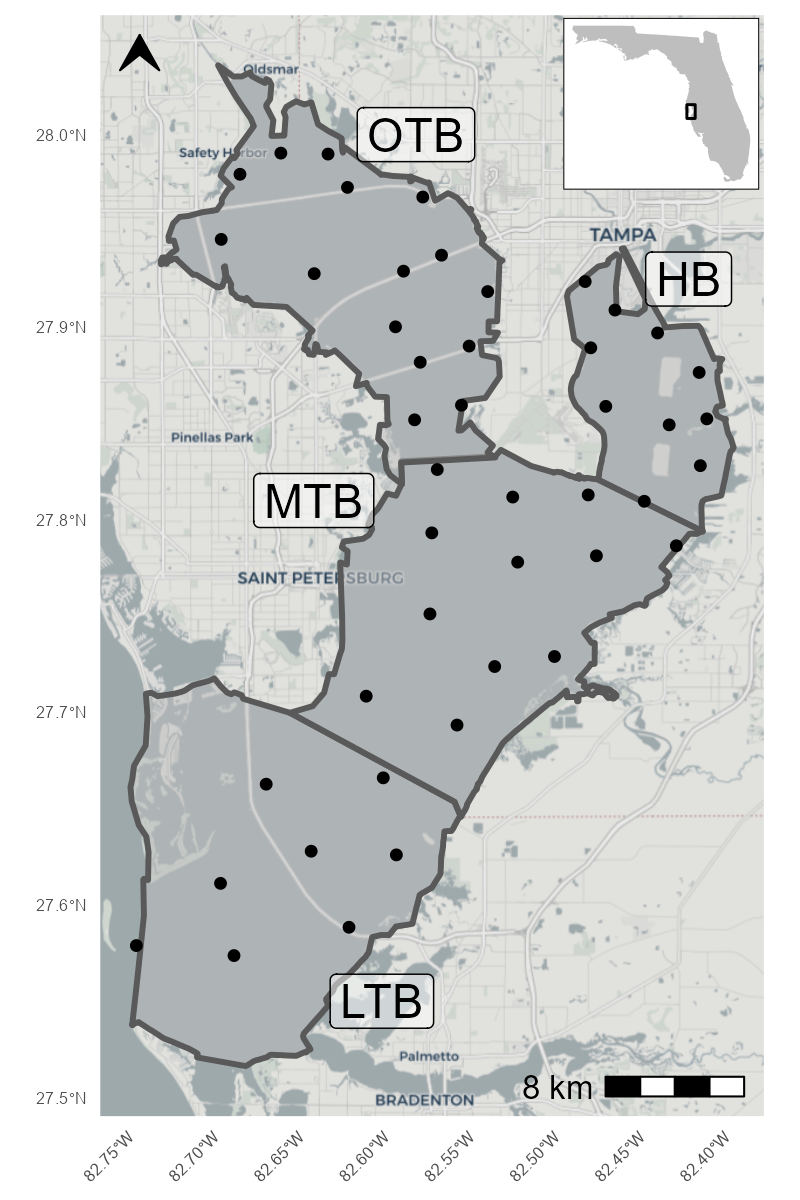 Oldsmar
OTB
28.0°N
Safety Harbor
TAMPA
HB
27.9°N
Pinellas Park
MTB
27.8°N
SAINT PETERSBURG
27.7°N
27.6°N
LTB
Palmetto
8 km
BRADENTON
27.5°N
82.75°W
82.70°W
82.65°W
82.60°W
82.55°W
82.50°W
82.45°W
82.40°W